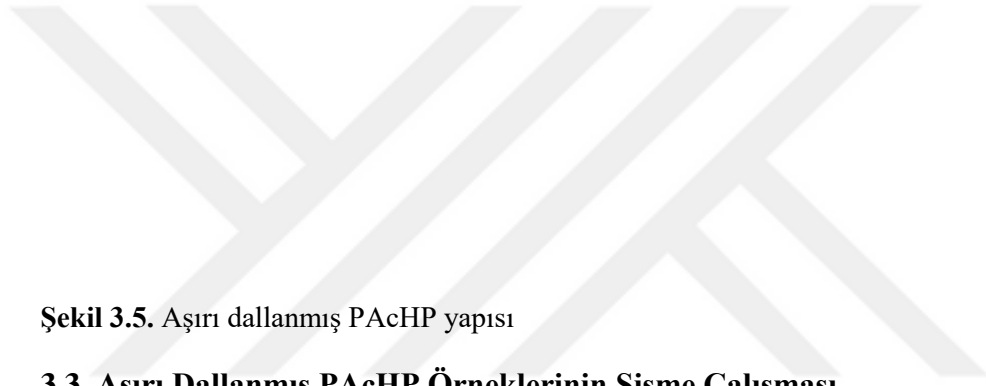 Şekil 3.5. Aşırı dallanmış PAcHP yapısı
3.3. Aşırı Dallanmış PAcHP Örneklerinin Şişme Çalışması